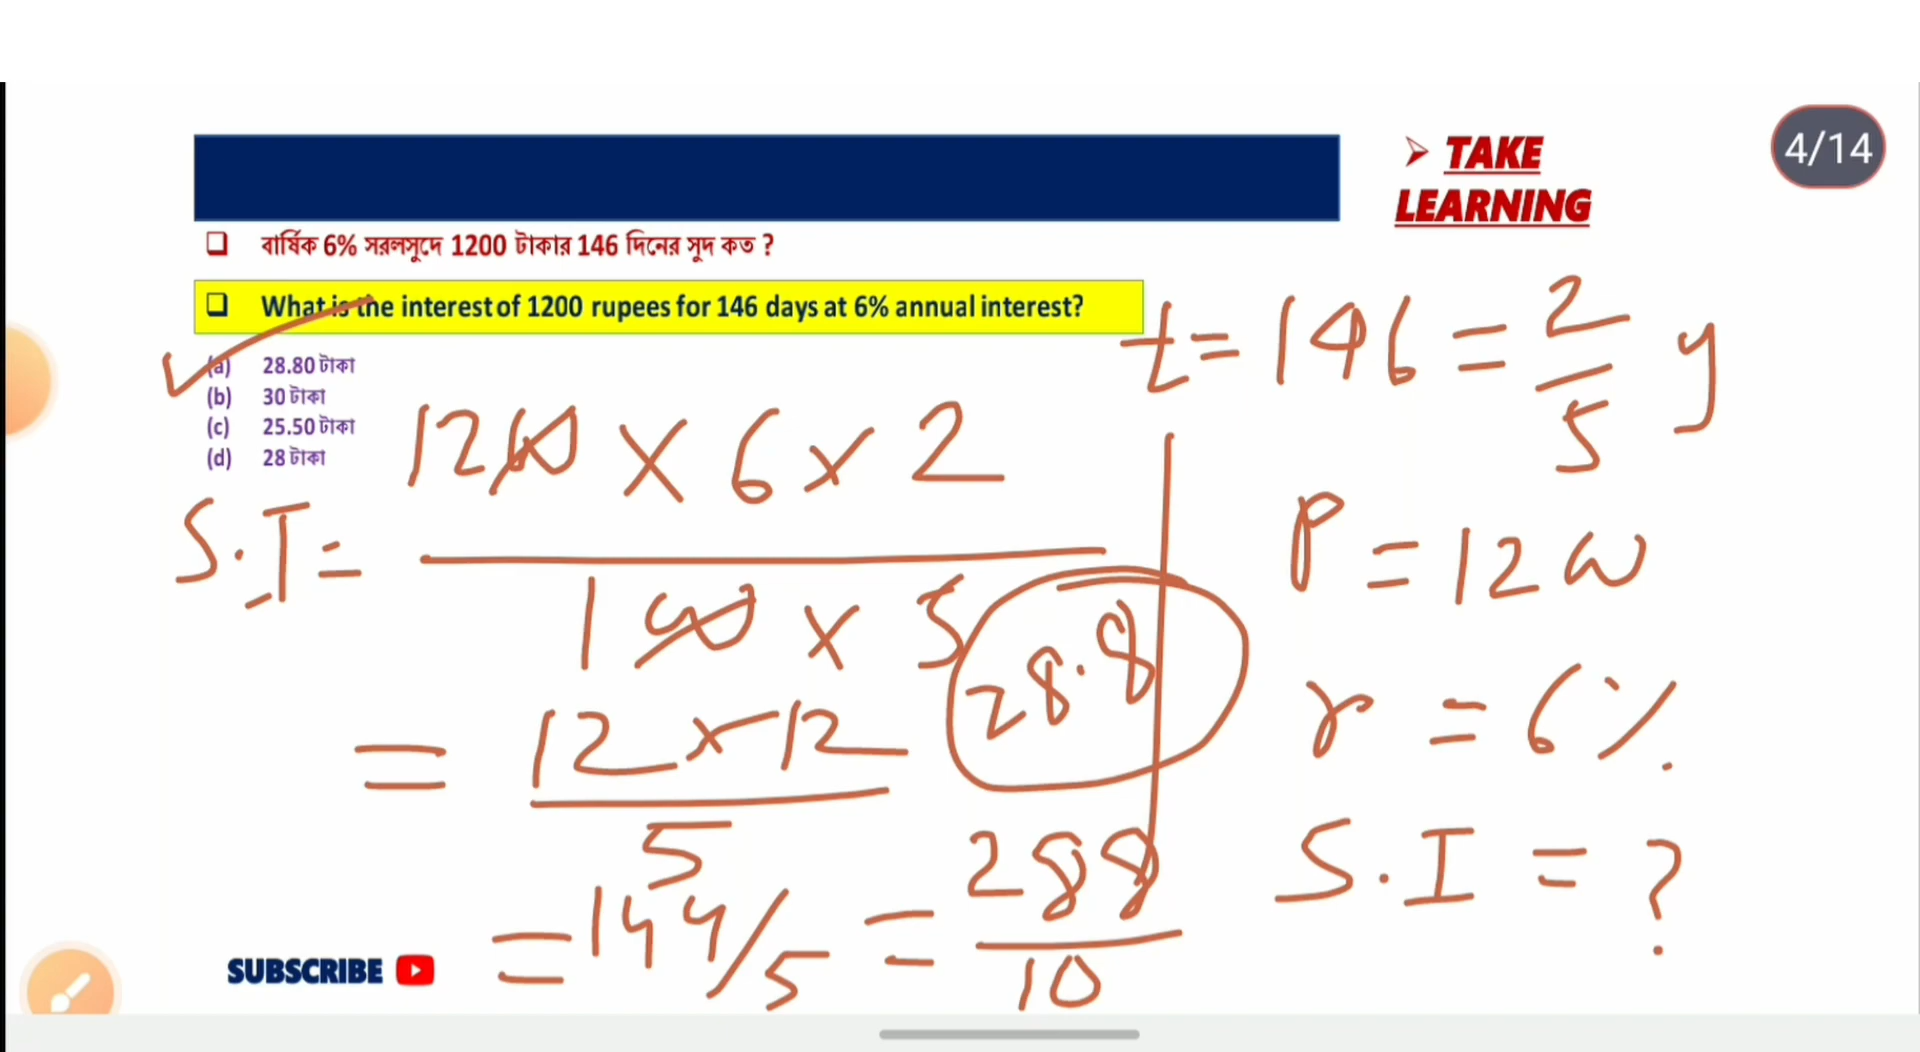 TAKE
LEARNING
4/14
বার্ষিক 6% সরলসুদে 1200 টাকার 146 দিনের সুদ কত ?
What is the interest of 1200 rupees for 146 days at 6% annual interest?
(a) 28.80 টাকা
(b) 30 টাকা
(c) 25.50 টাকা
(d) 28 টাকা
t = 146 = 2/5 y
P = 1200
r = 6%
S.I = ?
S.I = 1200 × 6 × 2
100 × 5
= 12 × 12
5
= 144/5 = 288
10
28.8
SUBSCRIBE